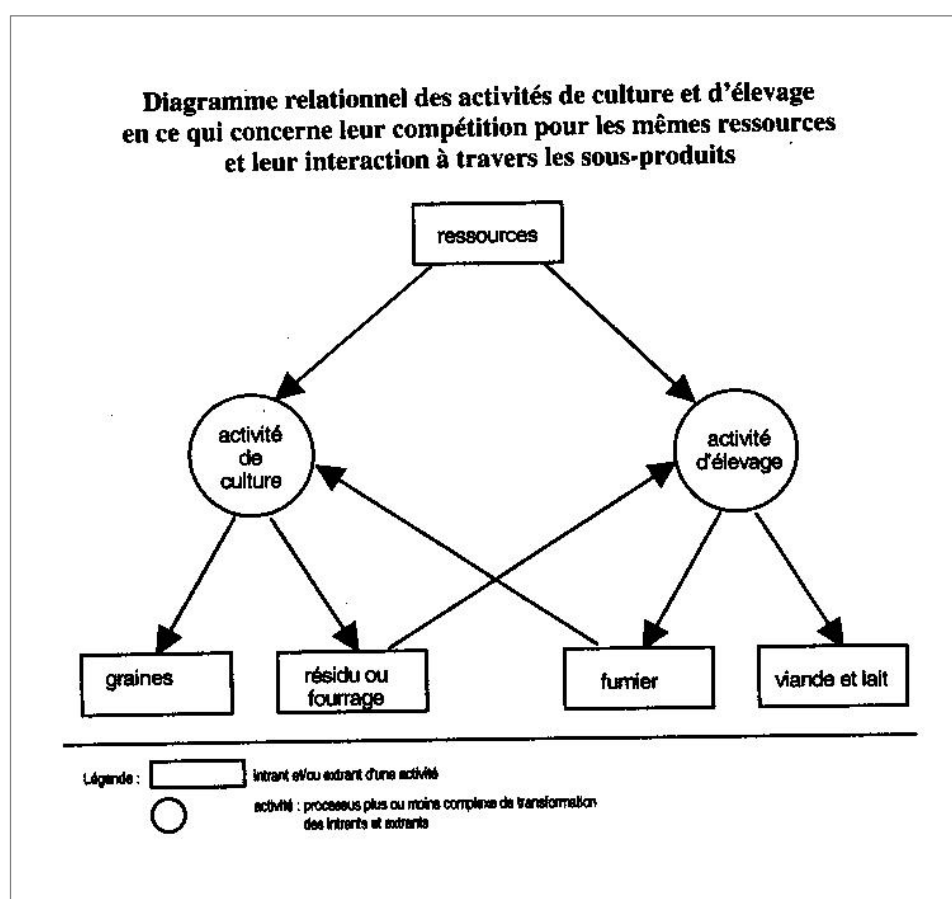 Diagramme relationnel des activités de culture et d'élevage
en ce qui concerne leur compétition pour les mêmes ressources
et leur interaction à travers les sous-produits
ressources
activité
de
culture
activité
d'élevage
graines
résidu ou
fourrage
fumier
viande et lait
Légende :
intrant et/ou extrant d'une activité
activité : processus plus ou moins complexe de transformation
des intrants et extrants